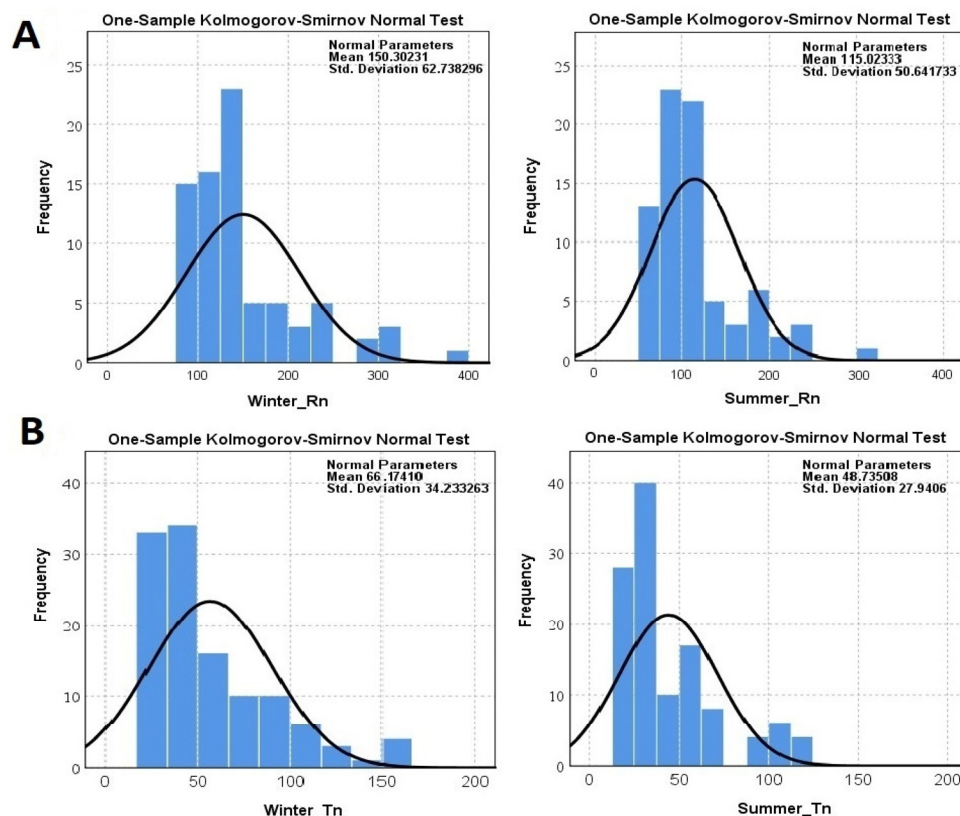 A
One-Sample Kolmogorov-Smirnov Normal Test
Normal Parameters
Mean 150.30231
Std. Deviation 62.738296
25
20
15
10
5
0
Frequency
0 100 200 300 400
Winter_Rn
One-Sample Kolmogorov-Smirnov Normal Test
Normal Parameters
Mean 115.02333
Std. Deviation 50.641733
25
20
15
10
5
0
Frequency
0 100 200 300 400
Summer_Rn
B
One-Sample Kolmogorov-Smirnov Normal Test
Normal Parameters
Mean 66.17410
Std. Deviation 34.233263
40
30
20
10
0
Frequency
0 50 100 150 200
Winter_Tn
One-Sample Kolmogorov-Smirnov Normal Test
Normal Parameters
Mean 48.73508
Std. Deviation 27.9406
40
30
20
10
0
Frequency
0 50 100 150 200
Summer_Tn